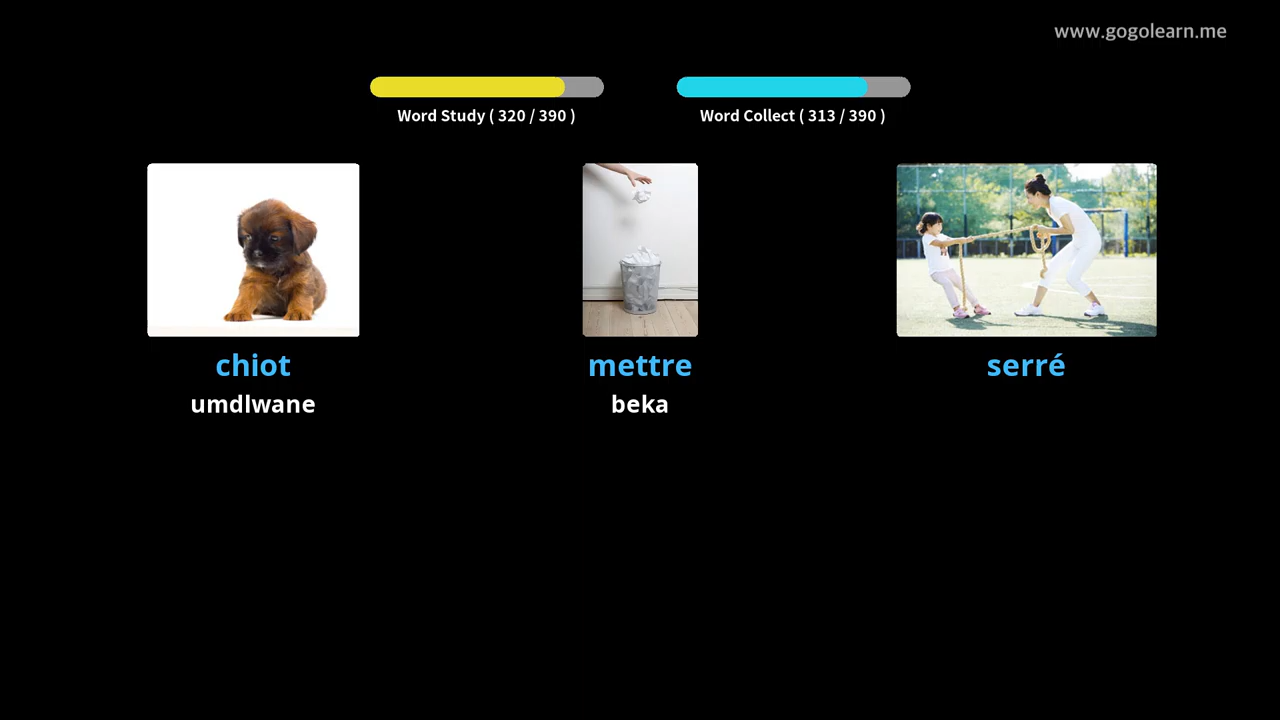 www.gogolearn.me
Word Study ( 320 / 390 )
Word Collect ( 313 / 390 )
chiot
mettre
serré
umdlwane
beka